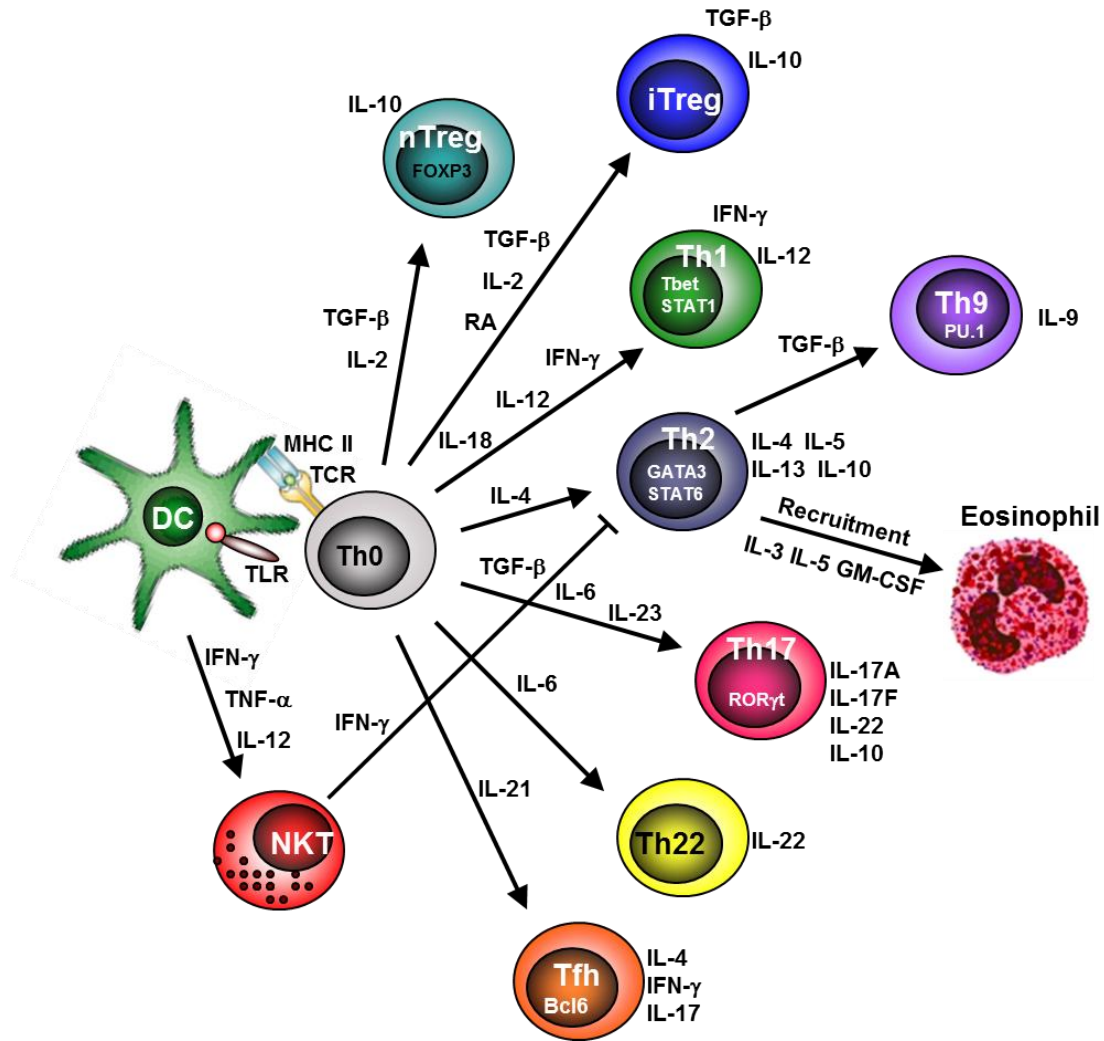 TGF-β
IL-10
iTreg
IL-10
nTreg
FOXP3
TGF-β
IL-2
RA
TGF-β
IL-2
IFN-γ
IL-12
Th1
Tbet
STAT1
IFN-γ
IL-12
IL-18
Th9
PU.1
IL-9
TGF-β
Th2
GATA3
STAT6
IL-4 IL-5
IL-13 IL-10
IL-4
Recruitment
IL-3 IL-5 GM-CSF
Eosinophil
MHC II
TCR
DC
TLR
Th0
TGF-β
IL-6
IL-23
Th17
RORγt
IL-17A
IL-17F
IL-22
IL-10
IFN-γ
TNF-α
IL-12
IFN-γ
IL-6
IL-21
NKT
Th22
IL-22
Tfh
Bcl6
IL-4
IFN-γ
IL-17